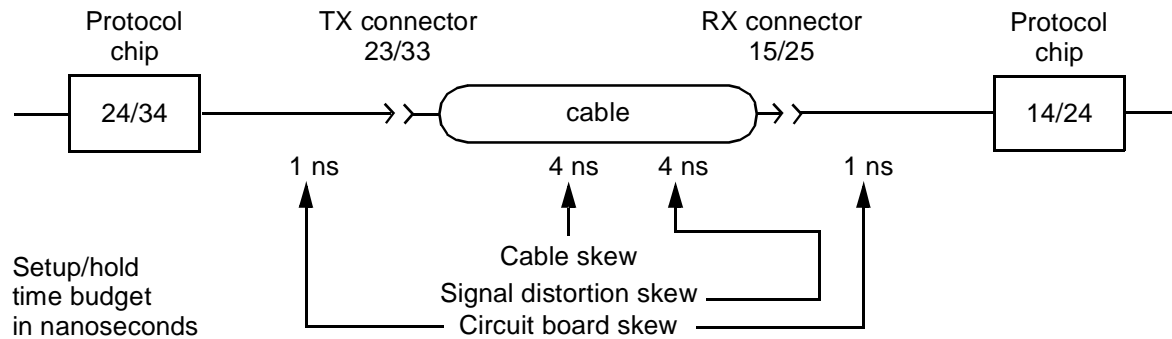 Protocol
chip
TX connector
23/33
RX connector
15/25
Protocol
chip
24/34
cable
14/24
1 ns
4 ns
4 ns
1 ns
Cable skew
Signal distortion skew
Circuit board skew
Setup/hold
time budget
in nanoseconds